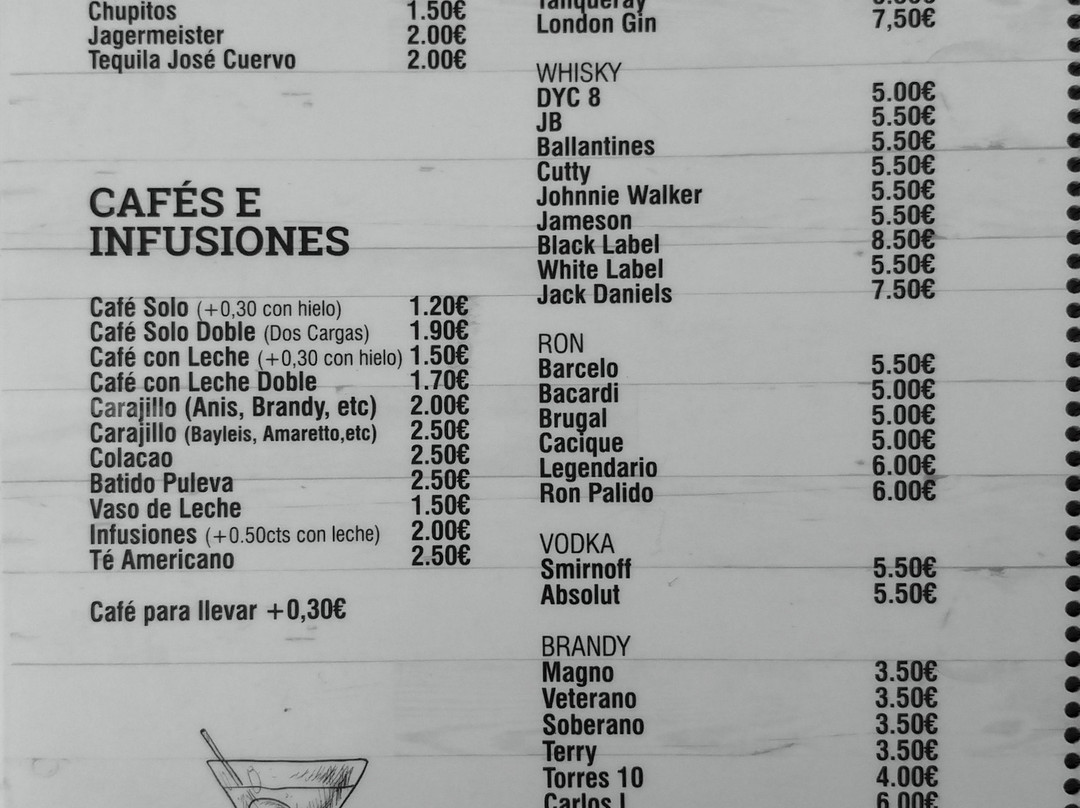 Chupitos 1.50€
Jagermeister 2.00€
Tequila José Cuervo 2.00€
CAFÉS E
INFUSIONES
Café Solo (+0,30 con hielo) 1.20€
Café Solo Doble (Dos Cargas) 1.90€
Café con Leche (+0,30 con hielo) 1.50€
Café con Leche Doble 1.70€
Carajillo (Anis, Brandy, etc) 2.00€
Carajillo (Bayleis, Amaretto,etc) 2.50€
Colacao 2.50€
Batido Puleva 2.50€
Vaso de Leche 1.50€
Infusiones (+0.50cts con leche) 2.00€
Té Americano 2.50€
Café para llevar +0,30€
Tanqueray
London Gin 7,50€
WHISKY
DYC 8 5.00€
JB 5.50€
Ballantines 5.50€
Cutty 5.50€
Johnnie Walker 5.50€
Jameson 5.50€
Black Label 8.50€
White Label 5.50€
Jack Daniels 7.50€
RON
Barcelo 5.50€
Bacardi 5.00€
Brugal 5.00€
Cacique 5.00€
Legendario 6.00€
Ron Palido 6.00€
VODKA
Smirnoff 5.50€
Absolut 5.50€
BRANDY
Magno 3.50€
Veterano 3.50€
Soberano 3.50€
Terry 3.50€
Torres 10 4.00€
Carlos I 6.00€